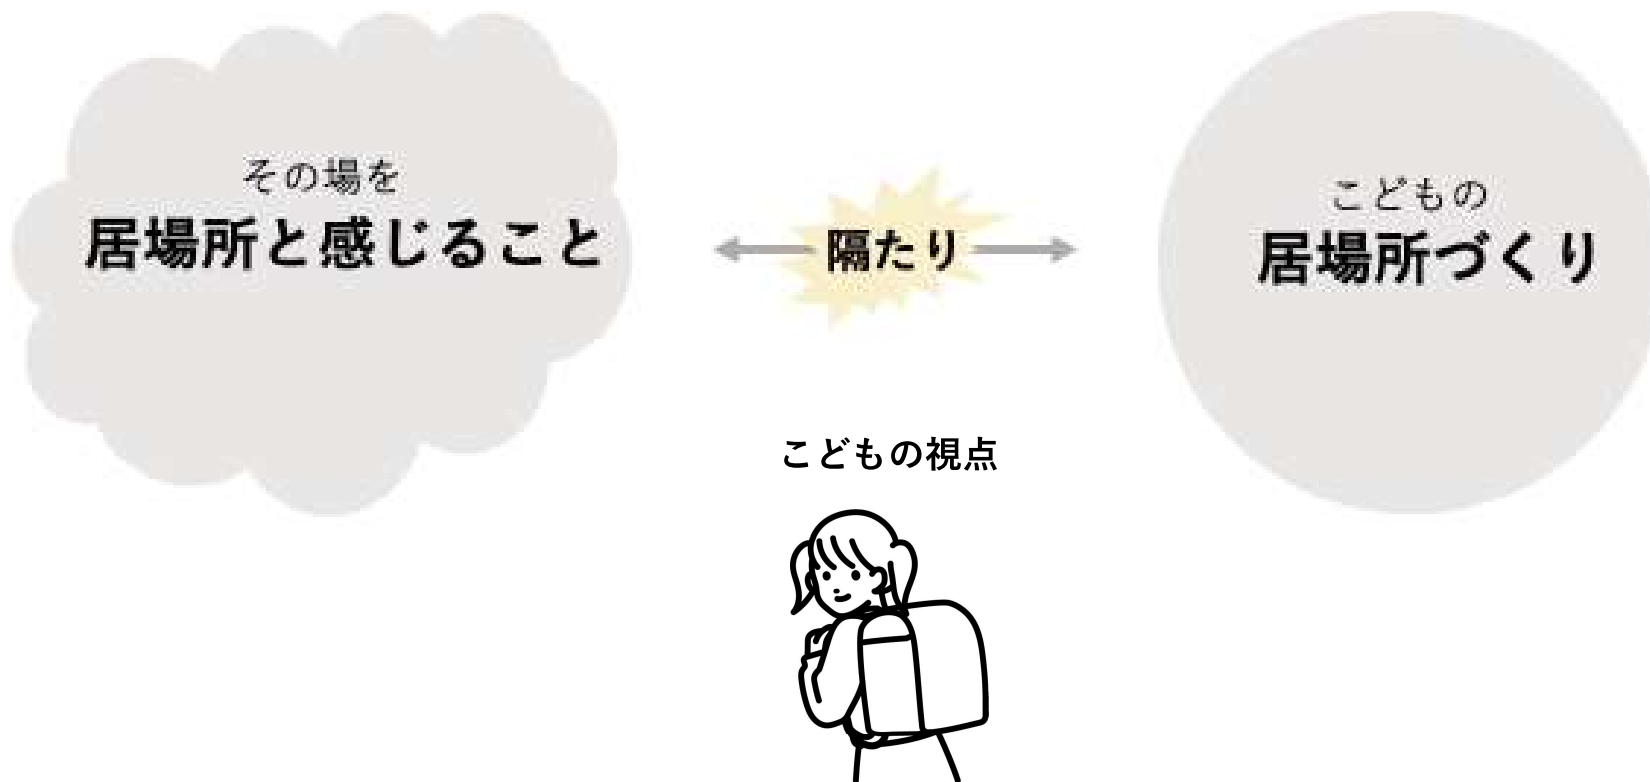 その場を
居場所と感じること
隔たり
こどもの
居場所づくり
こどもの視点